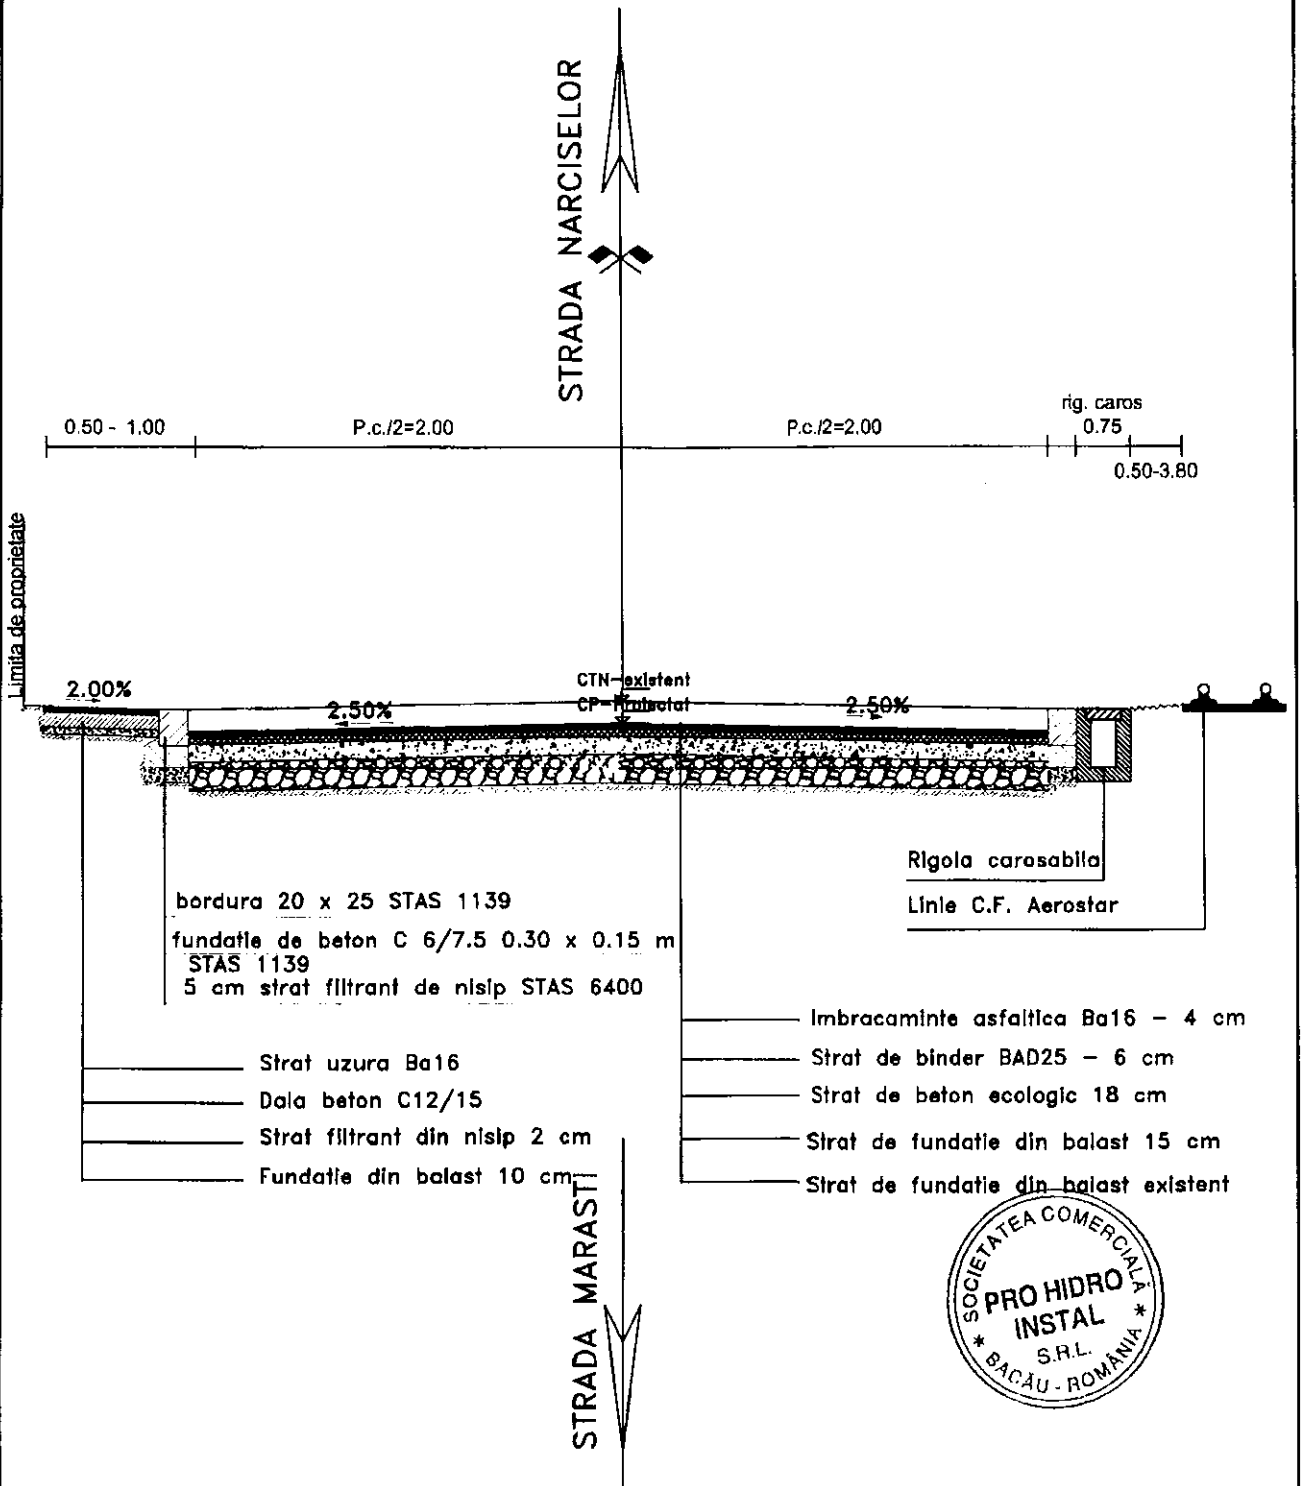 STRADA NARCISELOR
0.50 - 1.00
P.c./2=2.00
P.c./2=2.00
rig. caros
0.75
0.50-3.80
Limita de proprietate
2.00%
2.50%
CTN-existent
CP-Proiectat
2.50%
Rigola carosabila
Linie C.F. Aerostar
bordura 20 x 25 STAS 1139
fundatie de beton C 6/7.5 0.30 x 0.15 m
STAS 1139
5 cm strat filtrant de nisip STAS 6400
Strat uzura Ba16
Dala beton C12/15
Strat filtrant din nisip 2 cm
Fundatie din balast 10 cm
Imbracaminte asfaltica Ba16 - 4 cm
Strat de binder BAD25 - 6 cm
Strat de beton ecologic 18 cm
Strat de fundatie din balast 15 cm
Strat de fundatie din balast existent
STRADA MARASTI
SOCIETATEA COMERCIALĂ
PRO HIDRO
INSTAL
S.R.L.
* BACĂU - ROMÂNIA *